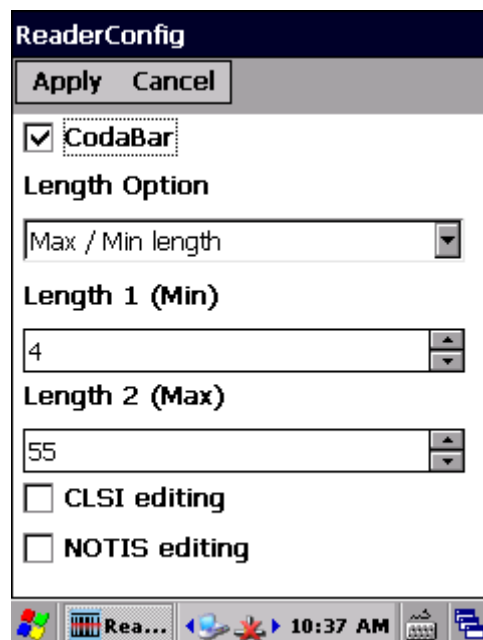 ReaderConfig
Apply Cancel
CodaBar
Length Option
Max / Min length
Length 1 (Min)
4
Length 2 (Max)
55
CLSI editing
NOTIS editing
Rea... 10:37 AM